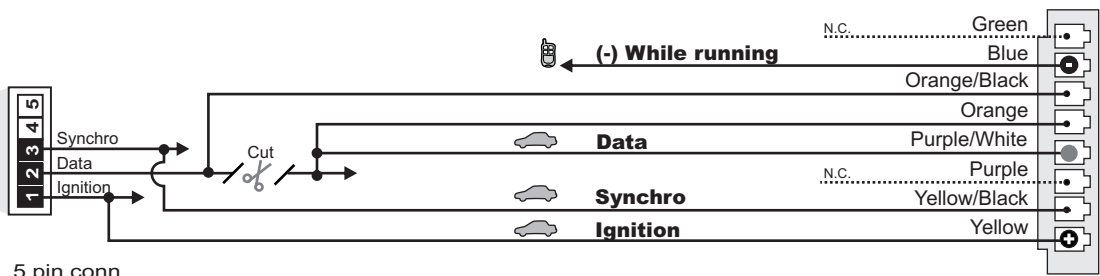 N.C. Green
(-) While running Blue
Orange/Black
Orange
Data Purple/White
N.C. Purple
Synchro Yellow/Black
Ignition Yellow
5
4
3 Synchro
2 Data
1 Ignition
Cut
5 pin conn